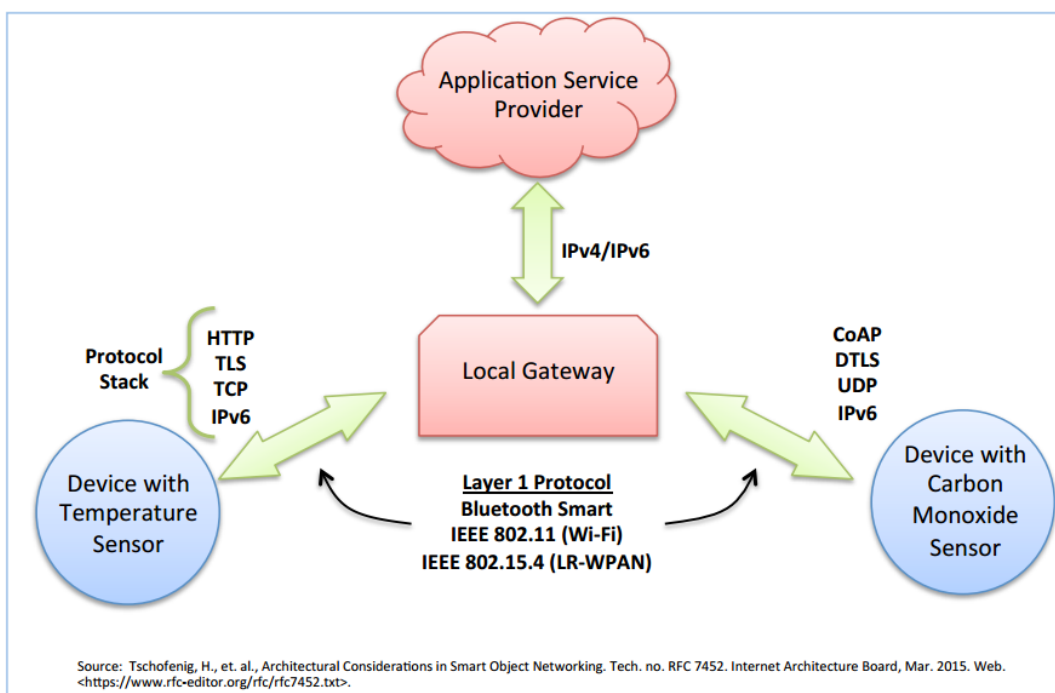 Application Service
Provider
IPv4/IPv6
Protocol
Stack
HTTP
TLS
TCP
IPv6
Local Gateway
CoAP
DTLS
UDP
IPv6
Device with
Temperature
Sensor
Layer 1 Protocol
Bluetooth Smart
IEEE 802.11 (Wi-Fi)
IEEE 802.15.4 (LR-WPAN)
Device with
Carbon
Monoxide
Sensor
Source: Tschofenig, H., et. al., Architectural Considerations in Smart Object Networking. Tech. no. RFC 7452. Internet Architecture Board, Mar. 2015. Web.
<https://www.rfc-editor.org/rfc/rfc7452.txt>.